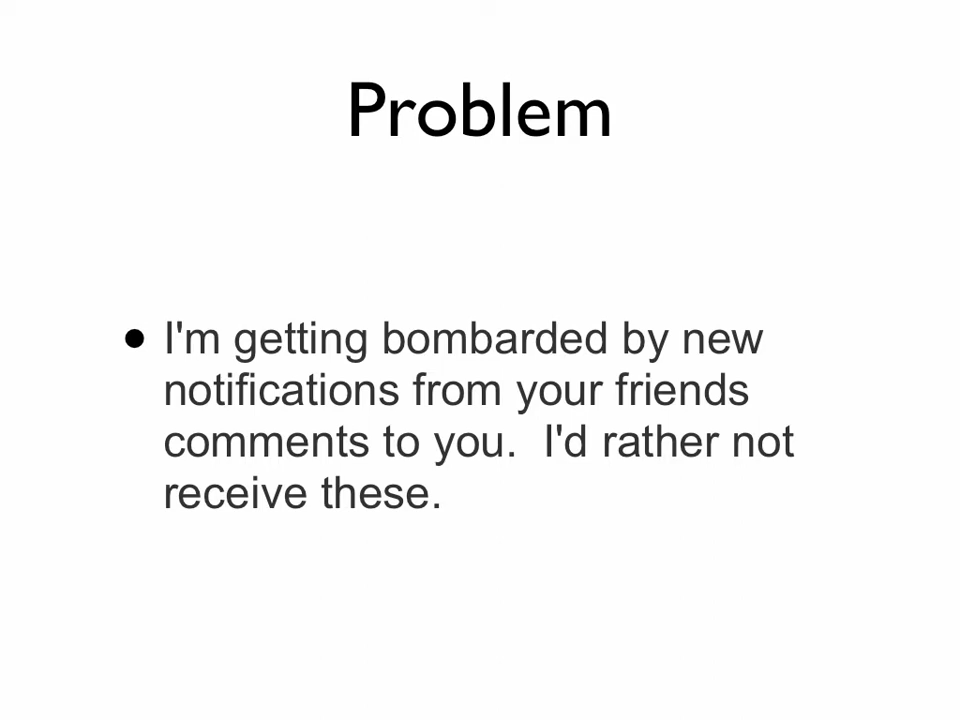 Problem
• I'm getting bombarded by new
notifications from your friends
comments to you.  I'd rather not
receive these.